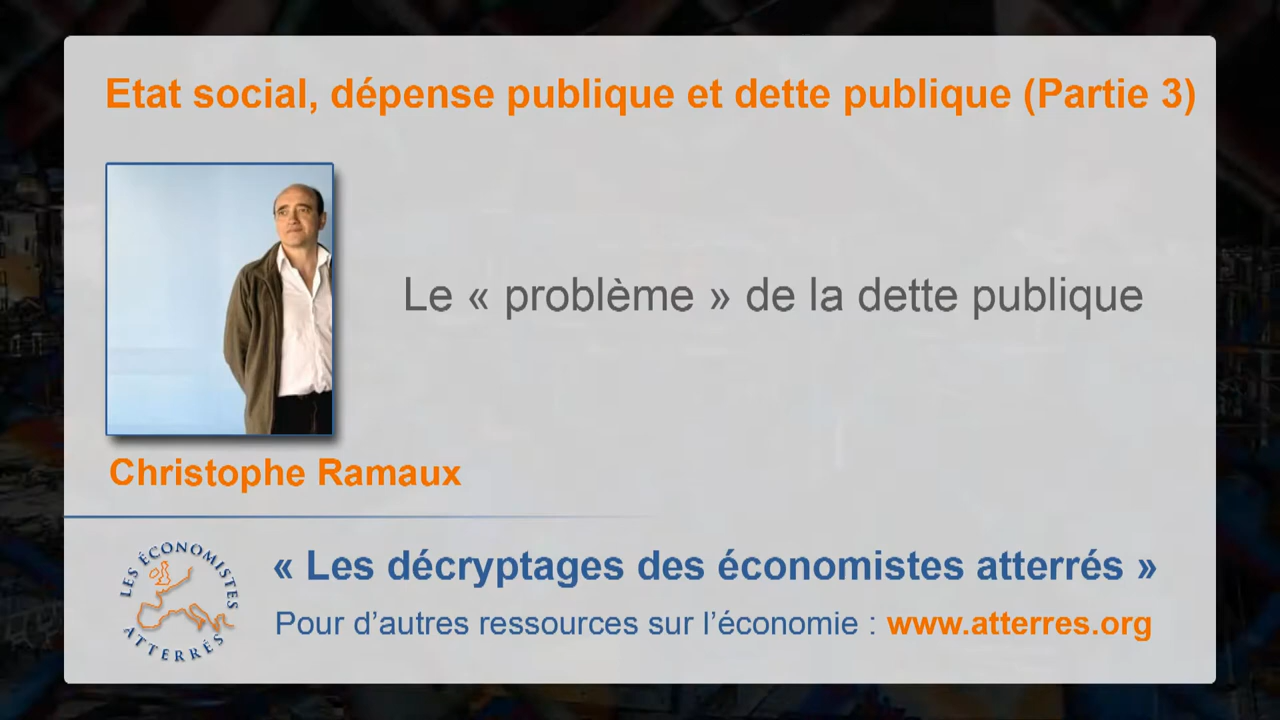 Etat social, dépense publique et dette publique (Partie 3)
Le « problème » de la dette publique
Christophe Ramaux
LES ÉCONOMISTES
ATTERRÉS
« Les décryptages des économistes atterrés »
Pour d’autres ressources sur l’économie : www.atterres.org